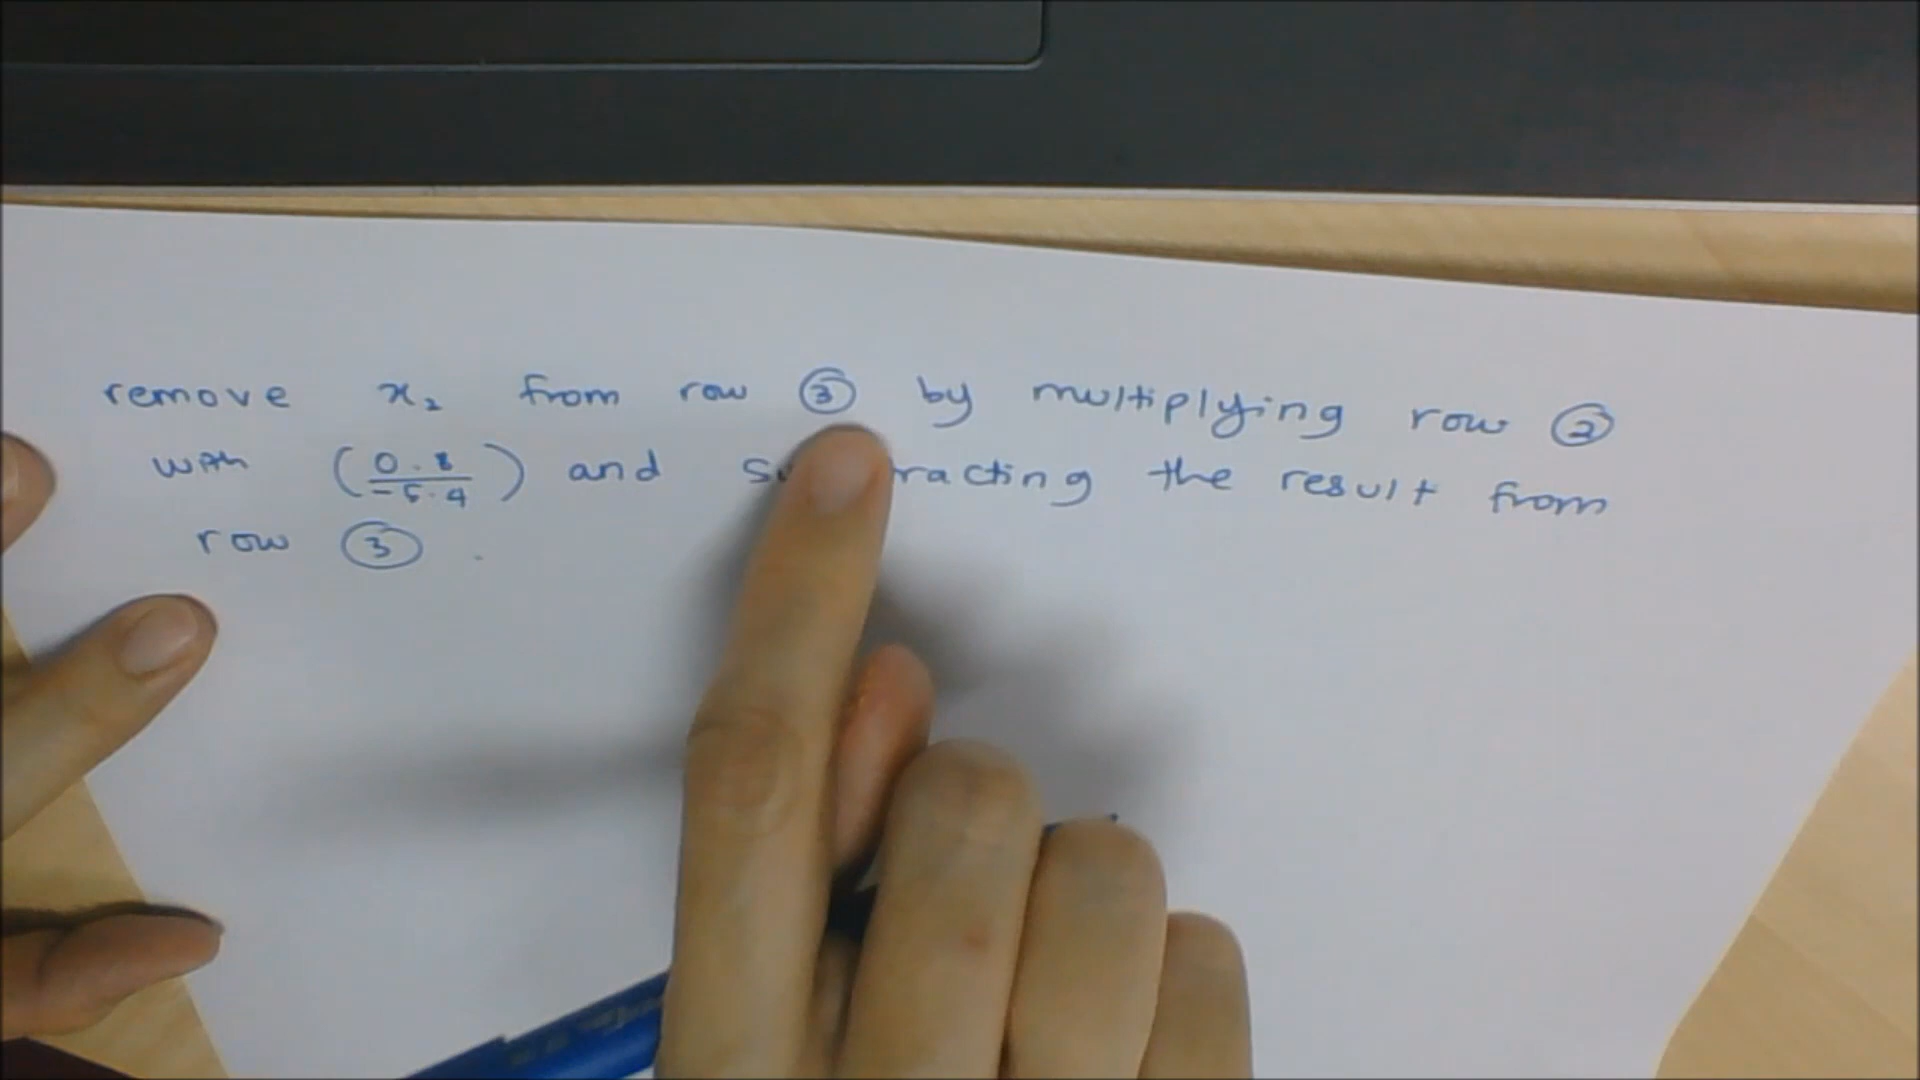 remove x₂ from row ③ by multiplying row ②
with (0.8/-5.4) and the result from
row ③.